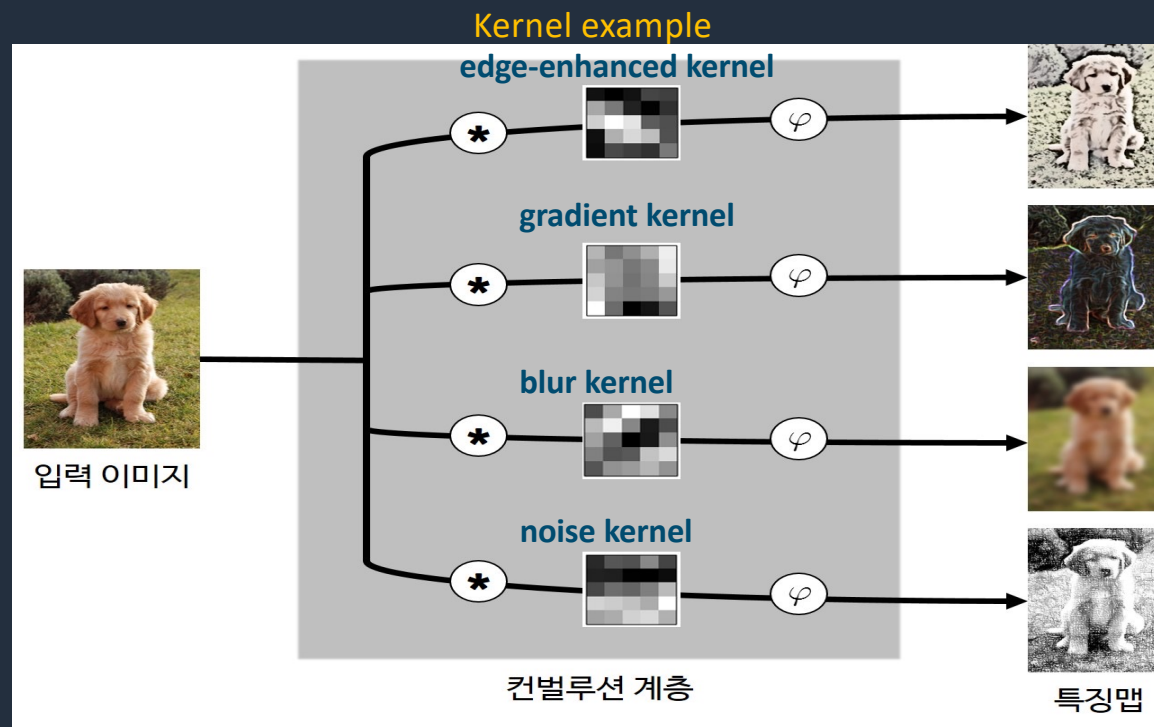 Kernel example
edge-enhanced kernel
* φ
gradient kernel
* φ
blur kernel
* φ
입력 이미지
noise kernel
* φ
컨벌루션 계층
특징맵